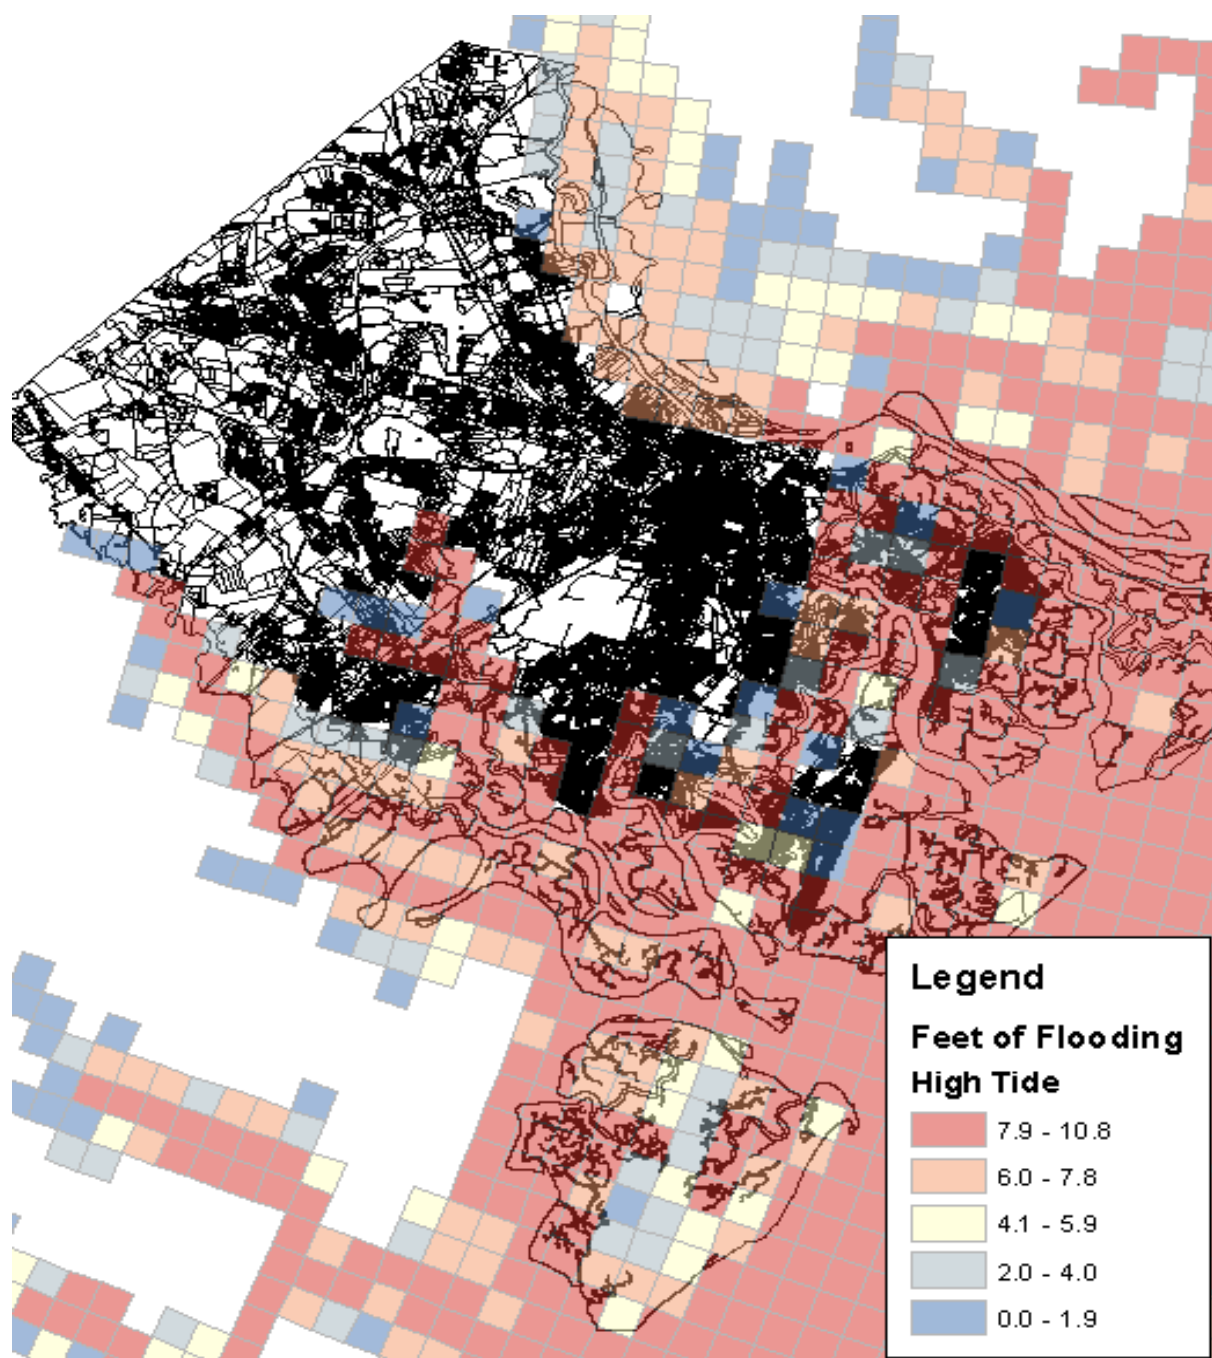 Legend
Feet of Flooding
High Tide
7.9 - 10.8
6.0 - 7.8
4.1 - 5.9
2.0 - 4.0
0.0 - 1.9